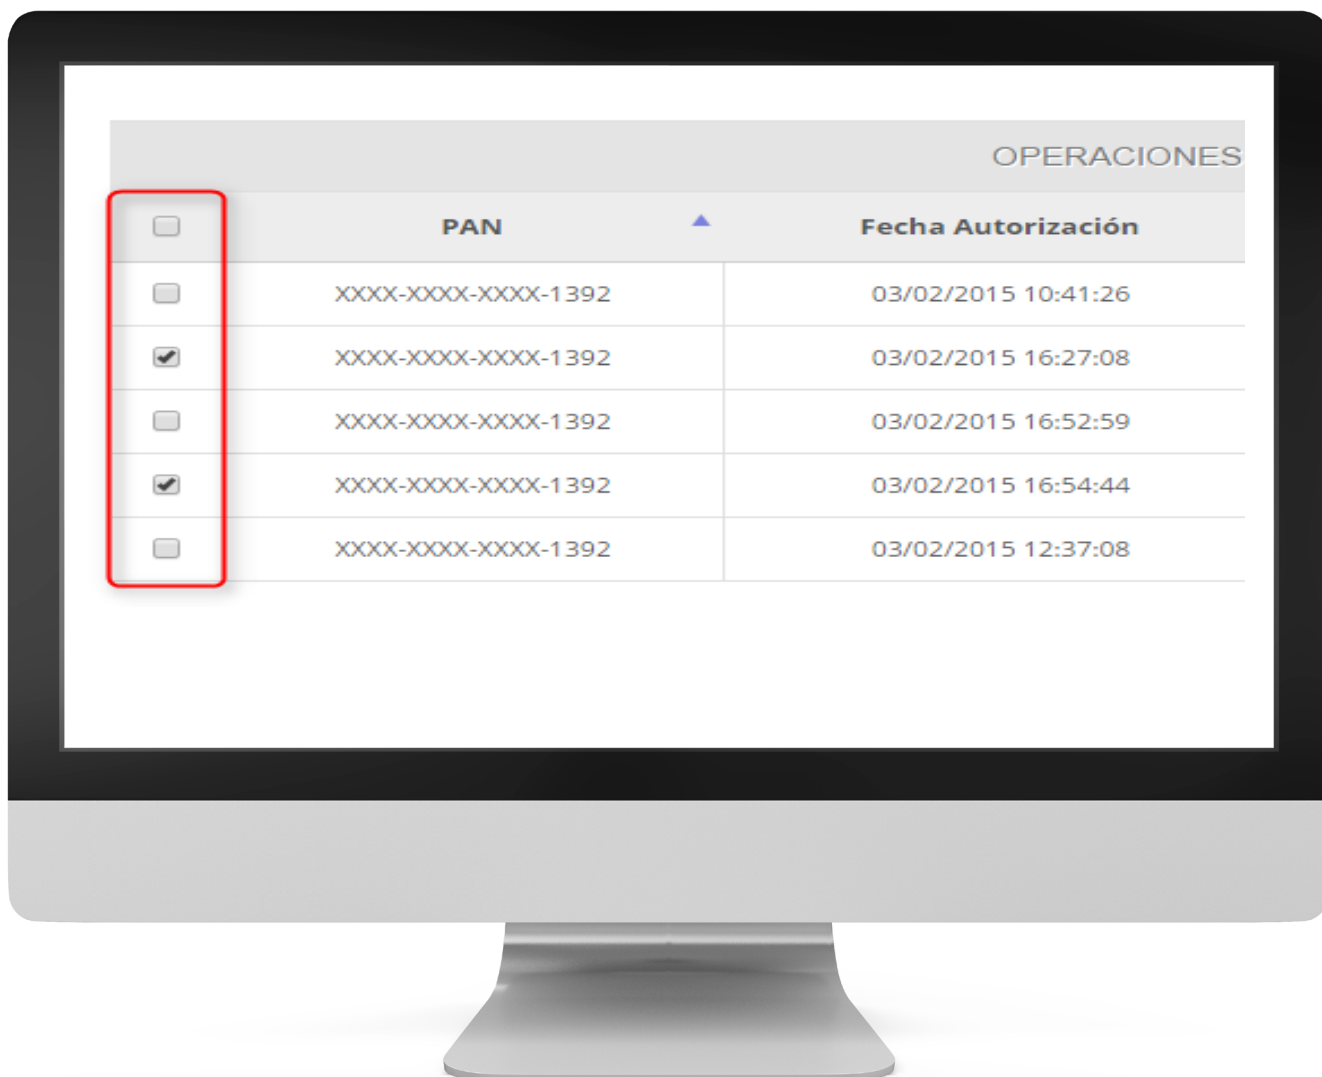 OPERACIONES
PAN Fecha Autorización
XXXX-XXXX-XXXX-1392 03/02/2015 10:41:26
XXXX-XXXX-XXXX-1392 03/02/2015 16:27:08
XXXX-XXXX-XXXX-1392 03/02/2015 16:52:59
XXXX-XXXX-XXXX-1392 03/02/2015 16:54:44
XXXX-XXXX-XXXX-1392 03/02/2015 12:37:08